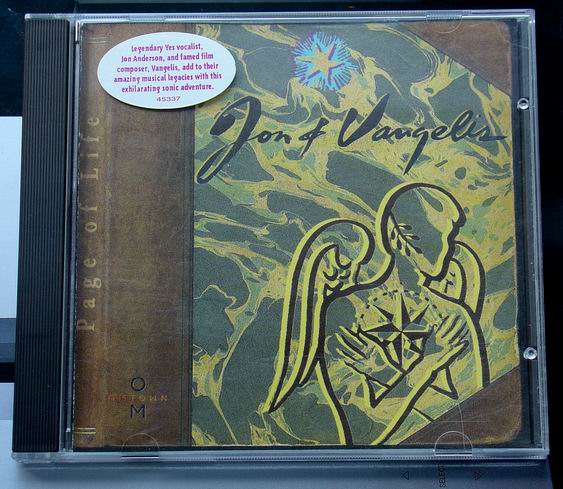 Legendary Yes vocalist,
Jon Anderson, and famed film
composer, Vangelis, add to their
amazing musical legacies with this
exhilarating sonic adventure.
45337
Jon & Vangelis
Page of Life
O
OMTOWN
M